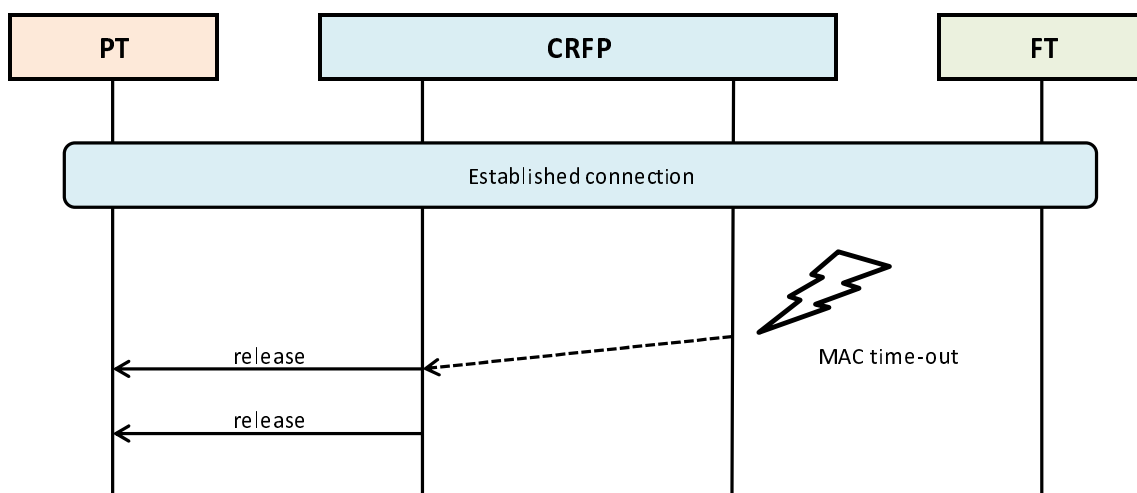 PT
CRFP
FT
Established connection
release
MAC time-out
release